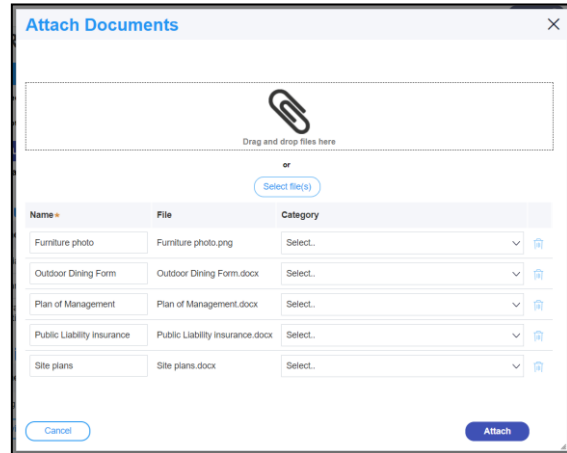 Attach Documents
Drag and drop files here
or
Select file(s)
Name* File Category
Furniture photo Furniture photo.png Select..
Outdoor Dining Form Outdoor Dining Form.docx Select..
Plan of Management Plan of Management.docx Select..
Public Liability Insurance Public Liability insurance.docx Select..
Site plans Site plans.docx Select..
Cancel Attach